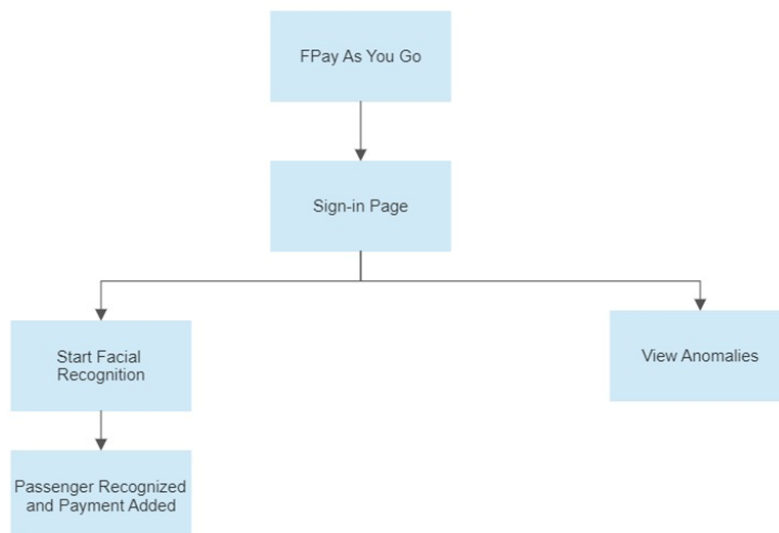 FPay As You Go
Sign-in Page
Start Facial
Recognition
View Anomalies
Passenger Recognized
and Payment Added